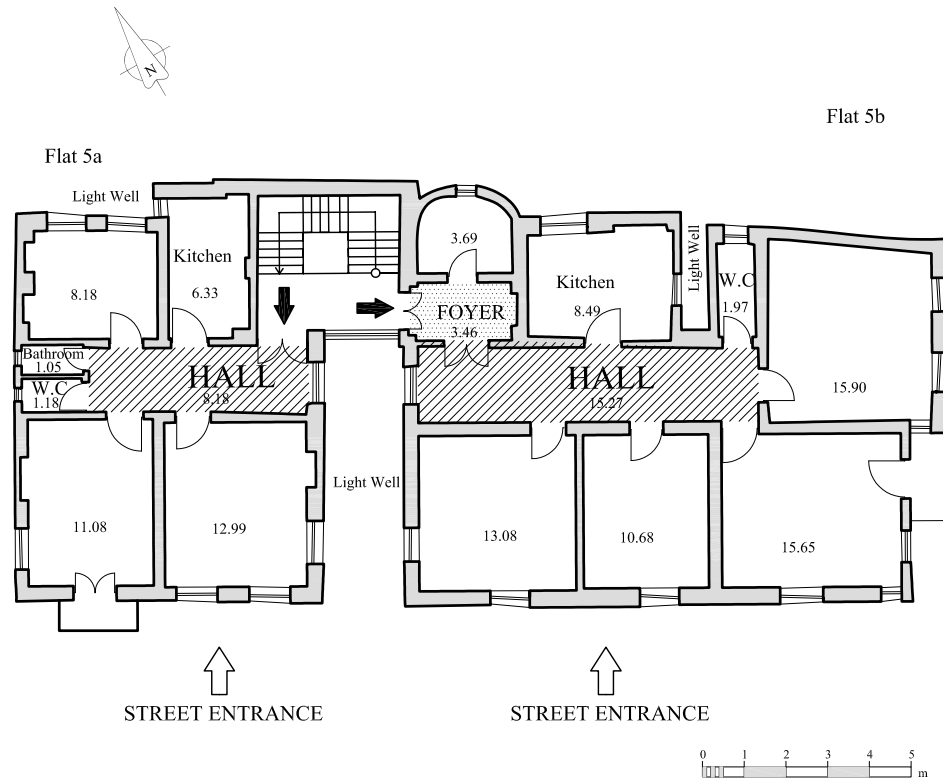 N
Flat 5b
Flat 5a
Light Well
3.69
Kitchen
6.33
Light Well
Kitchen
8.49
W.C
1.97
8.18
FOYER
3.46
Bathroom
1.05
W.C
1.18
HALL
8.18
HALL
15.27
15.90
Light Well
11.08
12.99
13.08
10.68
15.65
STREET ENTRANCE
STREET ENTRANCE
0 1 2 3 4 5
m